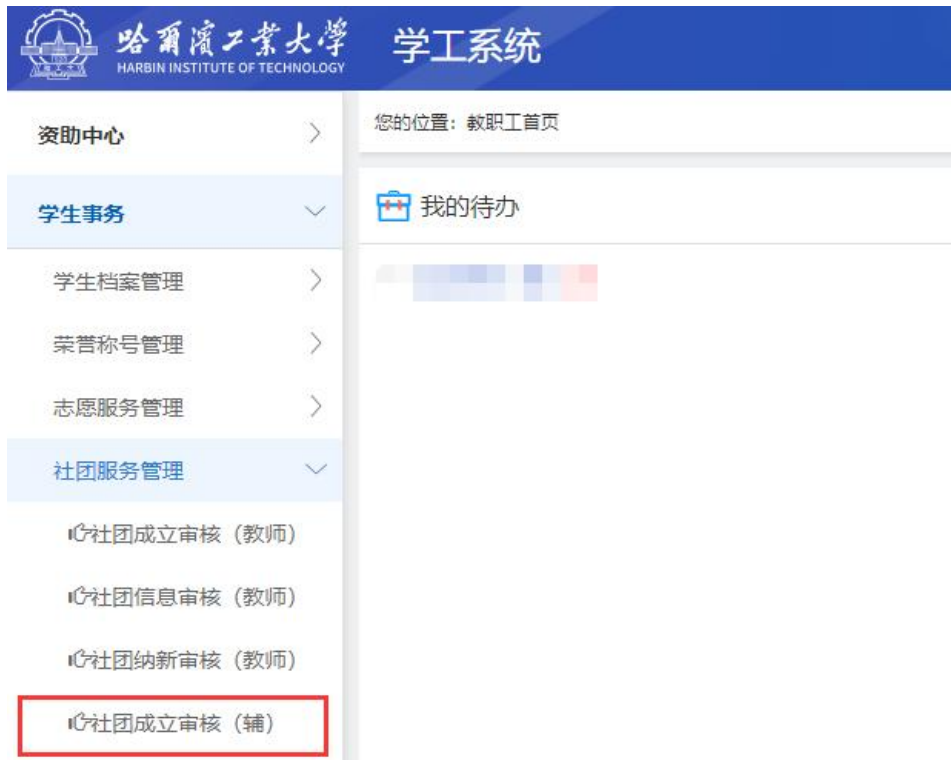 哈爾濱工業大學
HARBIN INSTITUTE OF TECHNOLOGY
学工系统
资助中心
您的位置：教职工首页
学生事务
我的待办
学生档案管理
荣誉称号管理
志愿服务管理
社团服务管理
社团成立审核（教师）
社团信息审核（教师）
社团纳新审核（教师）
社团成立审核（辅）